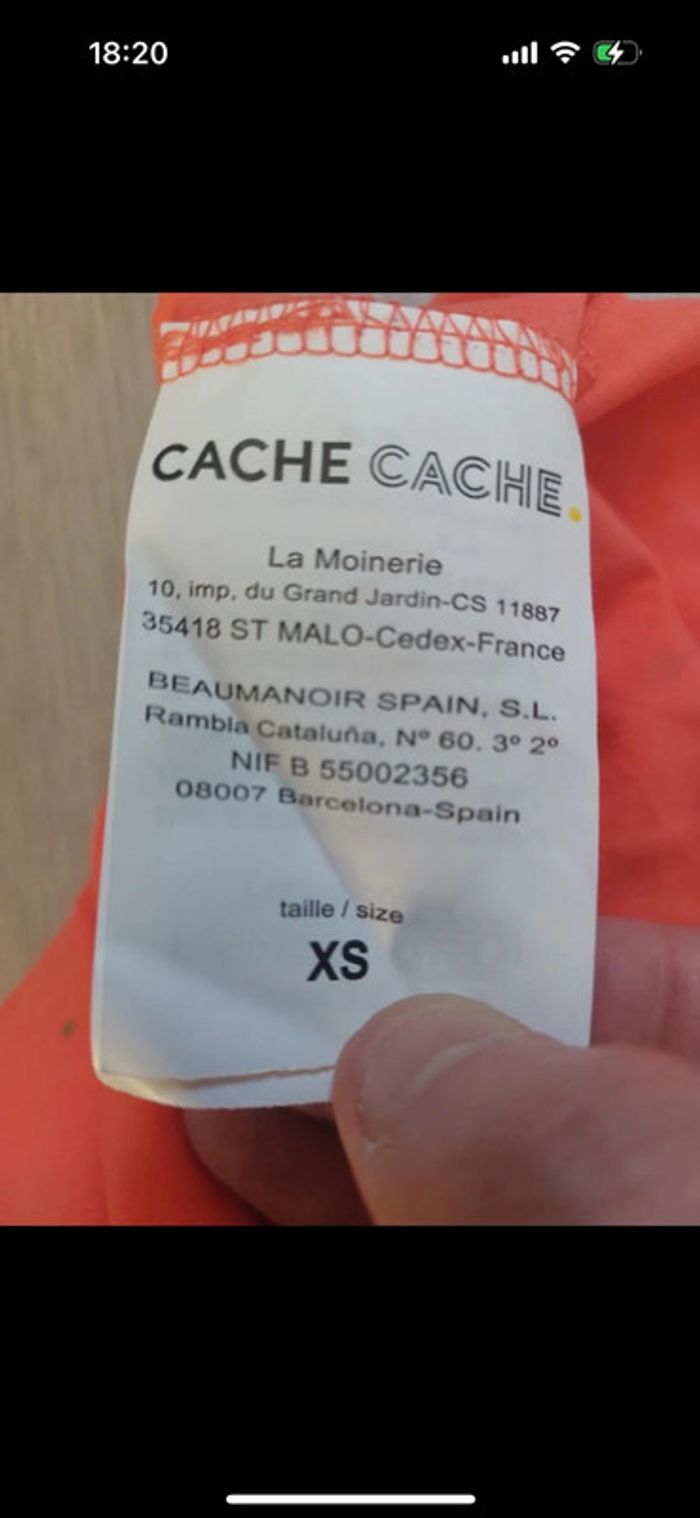 18:20
CACHE CACHE.
La Moinerie
10, imp. du Grand Jardin-CS 11887
35418 ST MALO-Cedex-France
BEAUMANOIR SPAIN, S.L.
Rambla Cataluña, Nº 60. 3º 2º
NIF B 55002356
08007 Barcelona-Spain
taille / size
XS